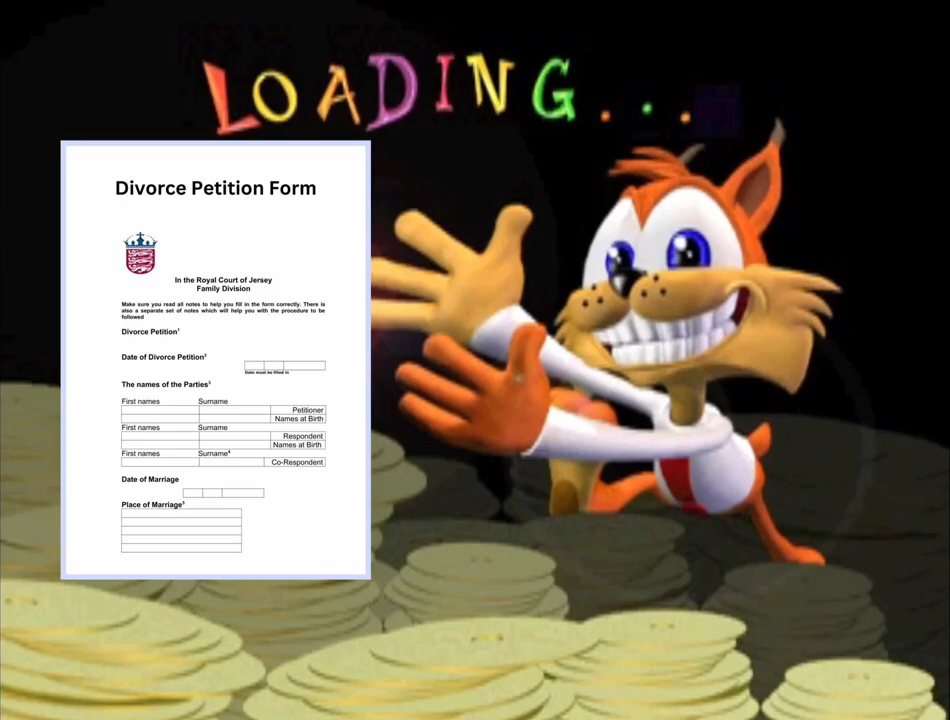 LOADING...
Divorce Petition Form
In the Royal Court of Jersey
Family Division
Make sure you read all notes to help you fill in the form correctly. There is
also a separate set of notes which will help you with the procedure to be
followed
Divorce Petition¹
Date of Divorce Petition²
Date must be filled in
The names of the Parties³
First names Surname
Petitioner
Names at Birth
First names Surname
Respondent
Names at Birth
First names Surname⁴
Co-Respondent
Date of Marriage
Place of Marriage⁵